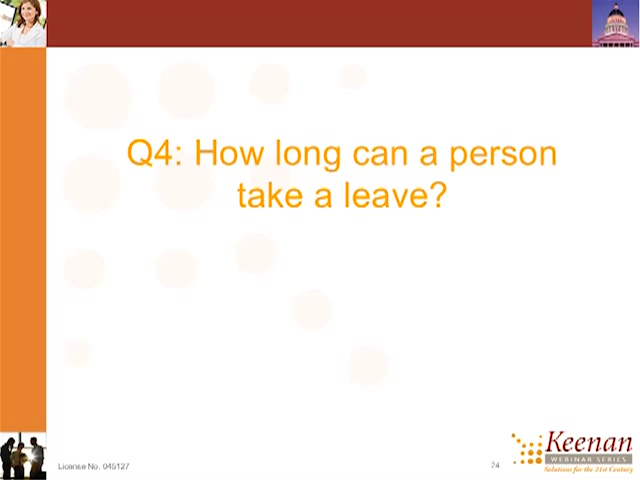 Q4: How long can a person
take a leave?
License No. 045127
24
Keenan
WEBINAR SERIES
Solutions for the 21st Century